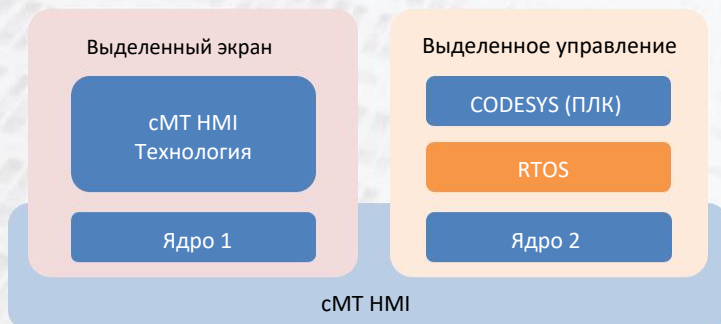 Выделенный экран
cMT HMI
Технология
Ядро 1
Выделенное управление
CODESYS (ПЛК)
RTOS
Ядро 2
cMT HMI